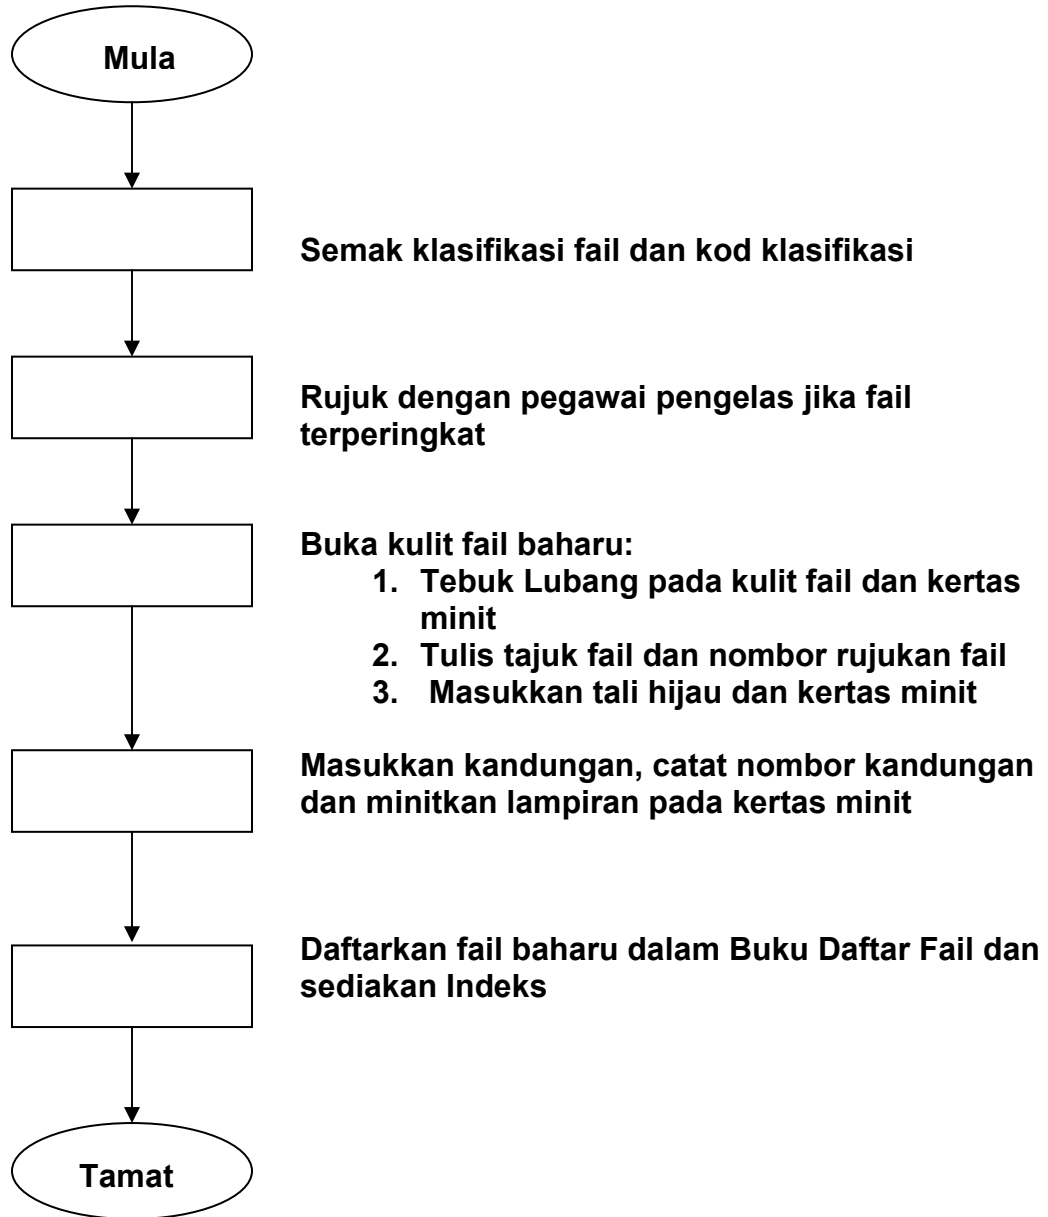 Mula
Semak klasifikasi fail dan kod klasifikasi
Rujuk dengan pegawai pengelas jika fail
terperingkat
Buka kulit fail baharu:
1. Tebuk Lubang pada kulit fail dan kertas
minit
2. Tulis tajuk fail dan nombor rujukan fail
3. Masukkan tali hijau dan kertas minit
Masukkan kandungan, catat nombor kandungan
dan minitkan lampiran pada kertas minit
Daftarkan fail baharu dalam Buku Daftar Fail dan
sediakan Indeks
Tamat